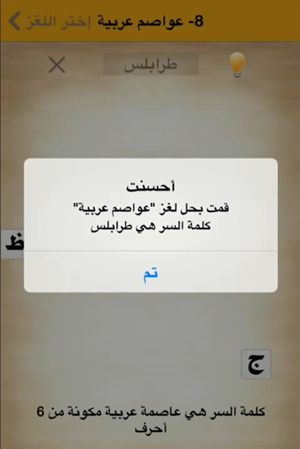 8- عواصم عربية إختر اللغز
طرابلس
أحسنت
قمت بحل لغز "عواصم عربية"
كلمة السر هي طرابلس
تم
ظ
ج
كلمة السر هي عاصمة عربية مكونة من 6
أحرف